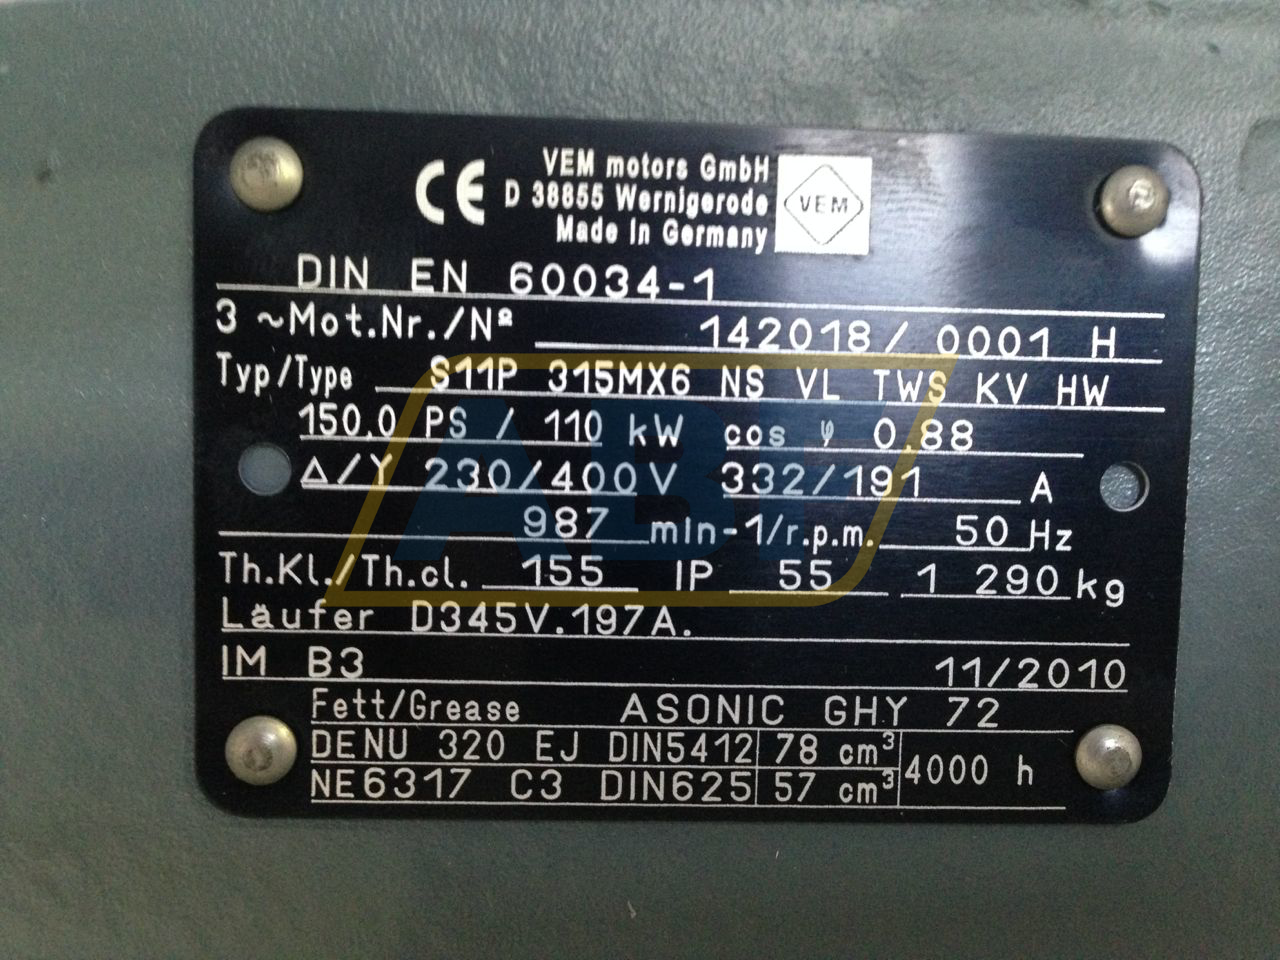 CE
VEM motors GmbH
D 38855 Wernigerode
Made In Germany
VEM
DIN EN 60034-1
3 ~Mot.Nr./Nº 142018/ 0001 H
Typ/Type S11P 315MX6 NS VL TWS KV HW
150,0 PS / 110 kW cos φ 0,88
Δ/Y 230/400 V 332/191 A
987 min-1/r.p.m. 50 Hz
Th.Kl./Th.cl. 155 IP 55 1 290 kg
Läufer D345V.197A.
IM B3 11/2010
Fett/Grease ASONIC GHY 72
DENU 320 EJ DIN5412 78 cm³ 4000 h
NE6317 C3 DIN625 57 cm³
ABF